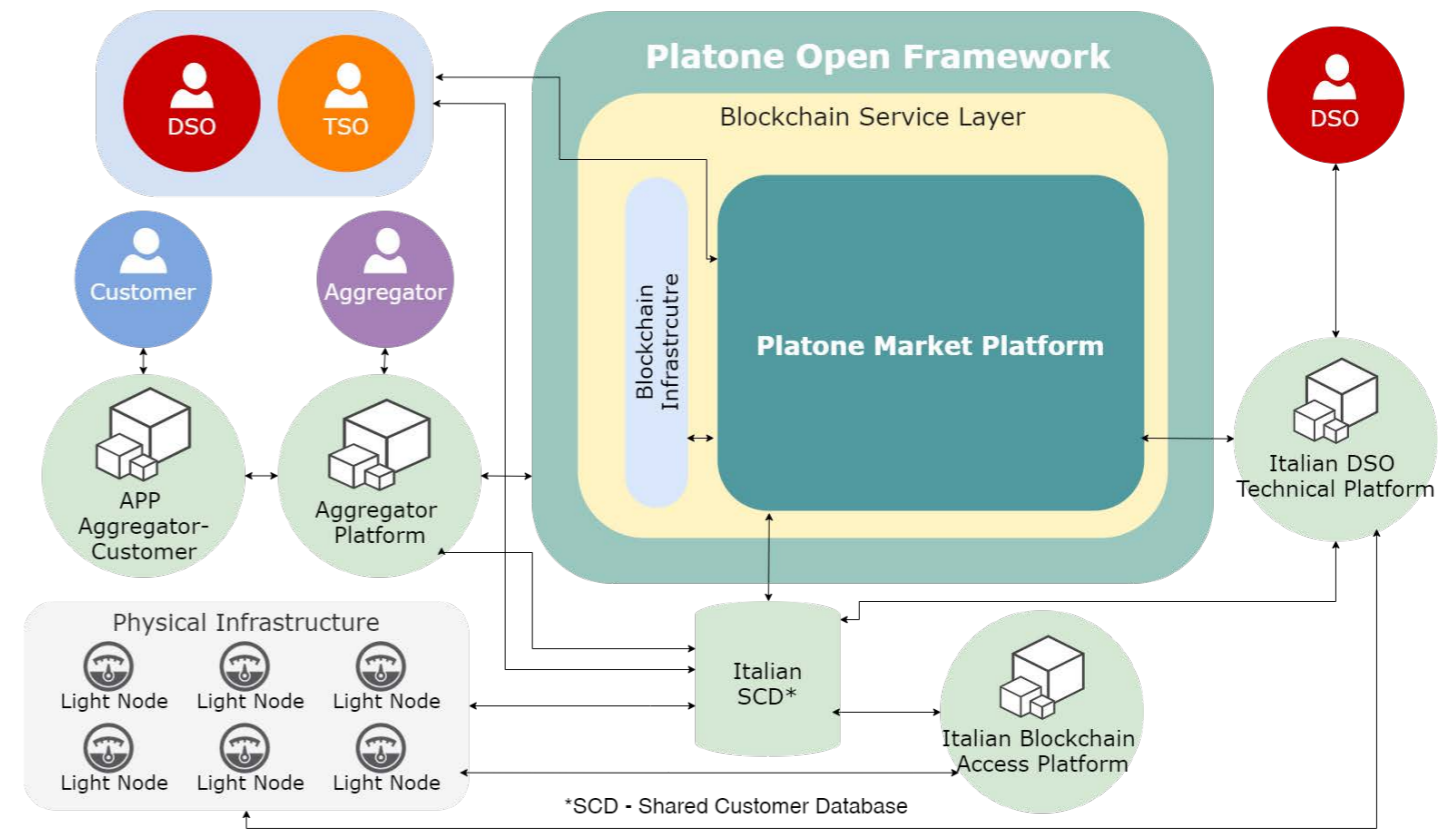 Platone Open Framework
Blockchain Service Layer
DSO
TSO
DSO
Customer
Aggregator
Blockchain
Infrastrcutre
Platone Market Platform
APP
Aggregator-
Customer
Aggregator
Platform
Italian DSO
Technical Platform
Physical Infrastructure
Light Node
Light Node
Light Node
Light Node
Light Node
Light Node
Italian
SCD*
Italian Blockchain
Access Platform
*SCD - Shared Customer Database